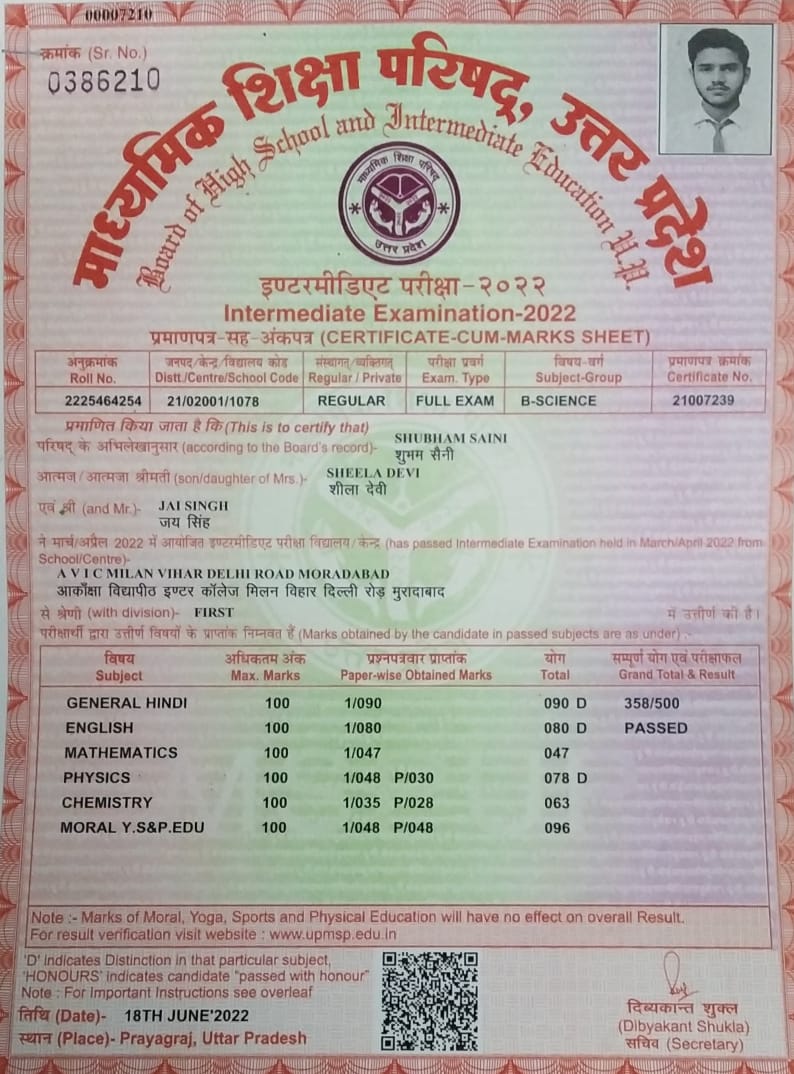 00007210
क्रमांक (Sr. No.)
0386210
माध्यमिक शिक्षा परिषद्, उत्तर प्रदेश
Board of High School and Intermediate Education U.P.
माध्यमिक शिक्षा परिषद्
उत्तर प्रदेश
इण्टरमीडिएट परीक्षा-२०२२
Intermediate Examination-2022
प्रमाणपत्र-सह-अंकपत्र (CERTIFICATE-CUM-MARKS SHEET)
अनुक्रमांक जनपद/केन्द्र/विद्यालय कोड संस्थागत/व्यक्तिगत परीक्षा प्रवर्ग विषय-वर्ग प्रमाणपत्र क्रमांक
Roll No. Distt./Centre/School Code Regular / Private Exam. Type Subject-Group Certificate No.
2225464254 21/02001/1078 REGULAR FULL EXAM B-SCIENCE 21007239
प्रमाणित किया जाता है कि (This is to certify that)
SHUBHAM SAINI
परिषद् के अभिलेखानुसार (according to the Board's record)- शुभम सैनी
SHEELA DEVI
आत्मज/आत्मजा श्रीमती (son/daughter of Mrs.)- शीला देवी
एवं श्री (and Mr.)- JAI SINGH
जय सिंह
ने मार्च/अप्रैल 2022 में आयोजित इण्टरमीडिएट परीक्षा विद्यालय/केन्द्र (has passed Intermediate Examination held in March/April 2022 from
School/Centre)-
A V I C MILAN VIHAR DELHI ROAD MORADABAD
आकाँक्षा विद्यापीठ इण्टर कॉलेज मिलन विहार दिल्ली रोड़ मुरादाबाद
से श्रेणी (with division)- FIRST में उत्तीर्ण की है।
परीक्षार्थी द्वारा उत्तीर्ण विषयों के प्राप्तांक निम्नवत हैं (Marks obtained by the candidate in passed subjects are as under) :-
विषय अधिकतम अंक प्रश्नपत्रवार प्राप्तांक योग सम्पूर्ण योग एवं परीक्षाफल
Subject Max. Marks Paper-wise Obtained Marks Total Grand Total & Result
GENERAL HINDI 100 1/090 090 D 358/500
ENGLISH 100 1/080 080 D PASSED
MATHEMATICS 100 1/047 047
PHYSICS 100 1/048 P/030 078 D
CHEMISTRY 100 1/035 P/028 063
MORAL Y.S&P.EDU 100 1/048 P/048 096
Note :- Marks of Moral, Yoga, Sports and Physical Education will have no effect on overall Result.
For result verification visit website : www.upmsp.edu.in
'D' indicates Distinction in that particular subject,
'HONOURS' indicates candidate "passed with honour"
Note : For Important Instructions see overleaf
तिथि (Date)- 18TH JUNE'2022
स्थान (Place)- Prayagraj, Uttar Pradesh
दिब्यकान्त शुक्ल
(Dibyakant Shukla)
सचिव (Secretary)